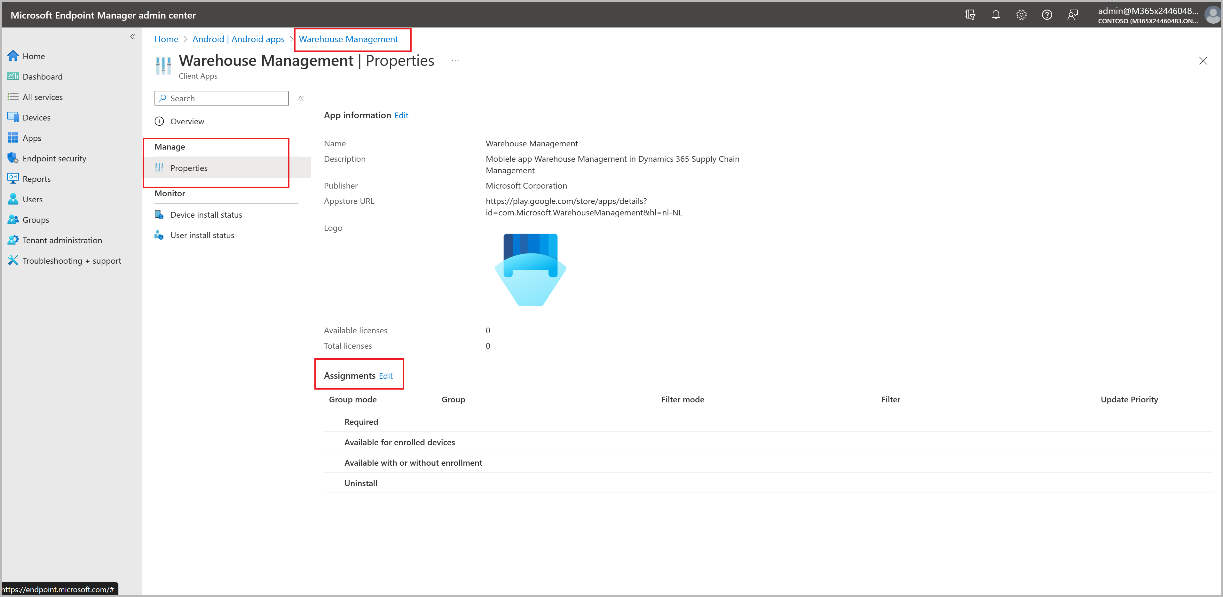 Microsoft Endpoint Manager admin center
admin@M365x2446048...
CONTOSO (M365X24460483.ON...
Home
Dashboard
All services
Devices
Apps
Endpoint security
Reports
Users
Groups
Tenant administration
Troubleshooting + support
Home > Android | Android apps > Warehouse Management
Warehouse Management | Properties ...
Client Apps
Search
Overview
Manage
Properties
Monitor
Device install status
User install status
App information Edit
Name Warehouse Management
Description Mobiele app Warehouse Management in Dynamics 365 Supply Chain
Management
Publisher Microsoft Corporation
Appstore URL https://play.google.com/store/apps/details?
id=com.Microsoft.WarehouseManagement&hl=nl-NL
Logo
Available licenses 0
Total licenses 0
Assignments Edit
Group mode Group Filter mode Filter Update Priority
Required
Available for enrolled devices
Available with or without enrollment
Uninstall
https://endpoint.microsoft.com/#